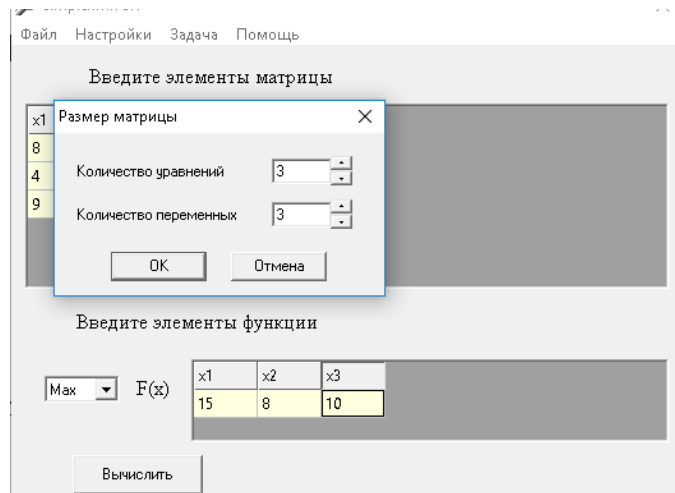 Файл Настройки Задача Помощь
Введите элементы матрицы
x1
8
4
9
Размер матрицы
Количество уравнений 3
Количество переменных 3
OK Отмена
Введите элементы функции
Max F(x)
x1 x2 x3
15 8 10
Вычислить